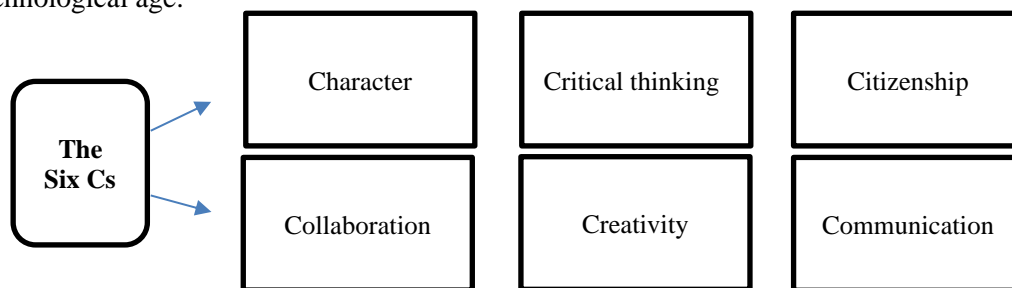 The
Six Cs
Character
Critical thinking
Citizenship
Collaboration
Creativity
Communication